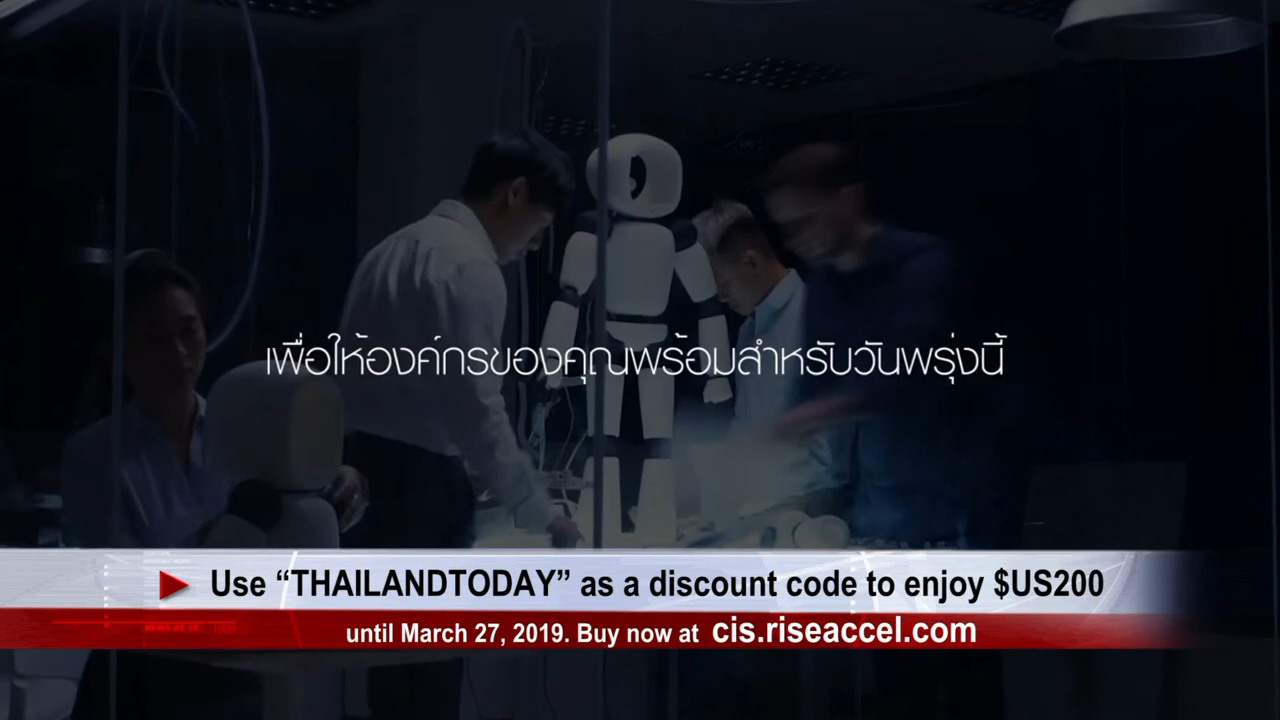 เพื่อให้องค์กรของคุณพร้อมสำหรับวันพรุ่งนี้
Use “THAILANDTODAY” as a discount code to enjoy $US200
until March 27, 2019. Buy now at cis.riseaccel.com